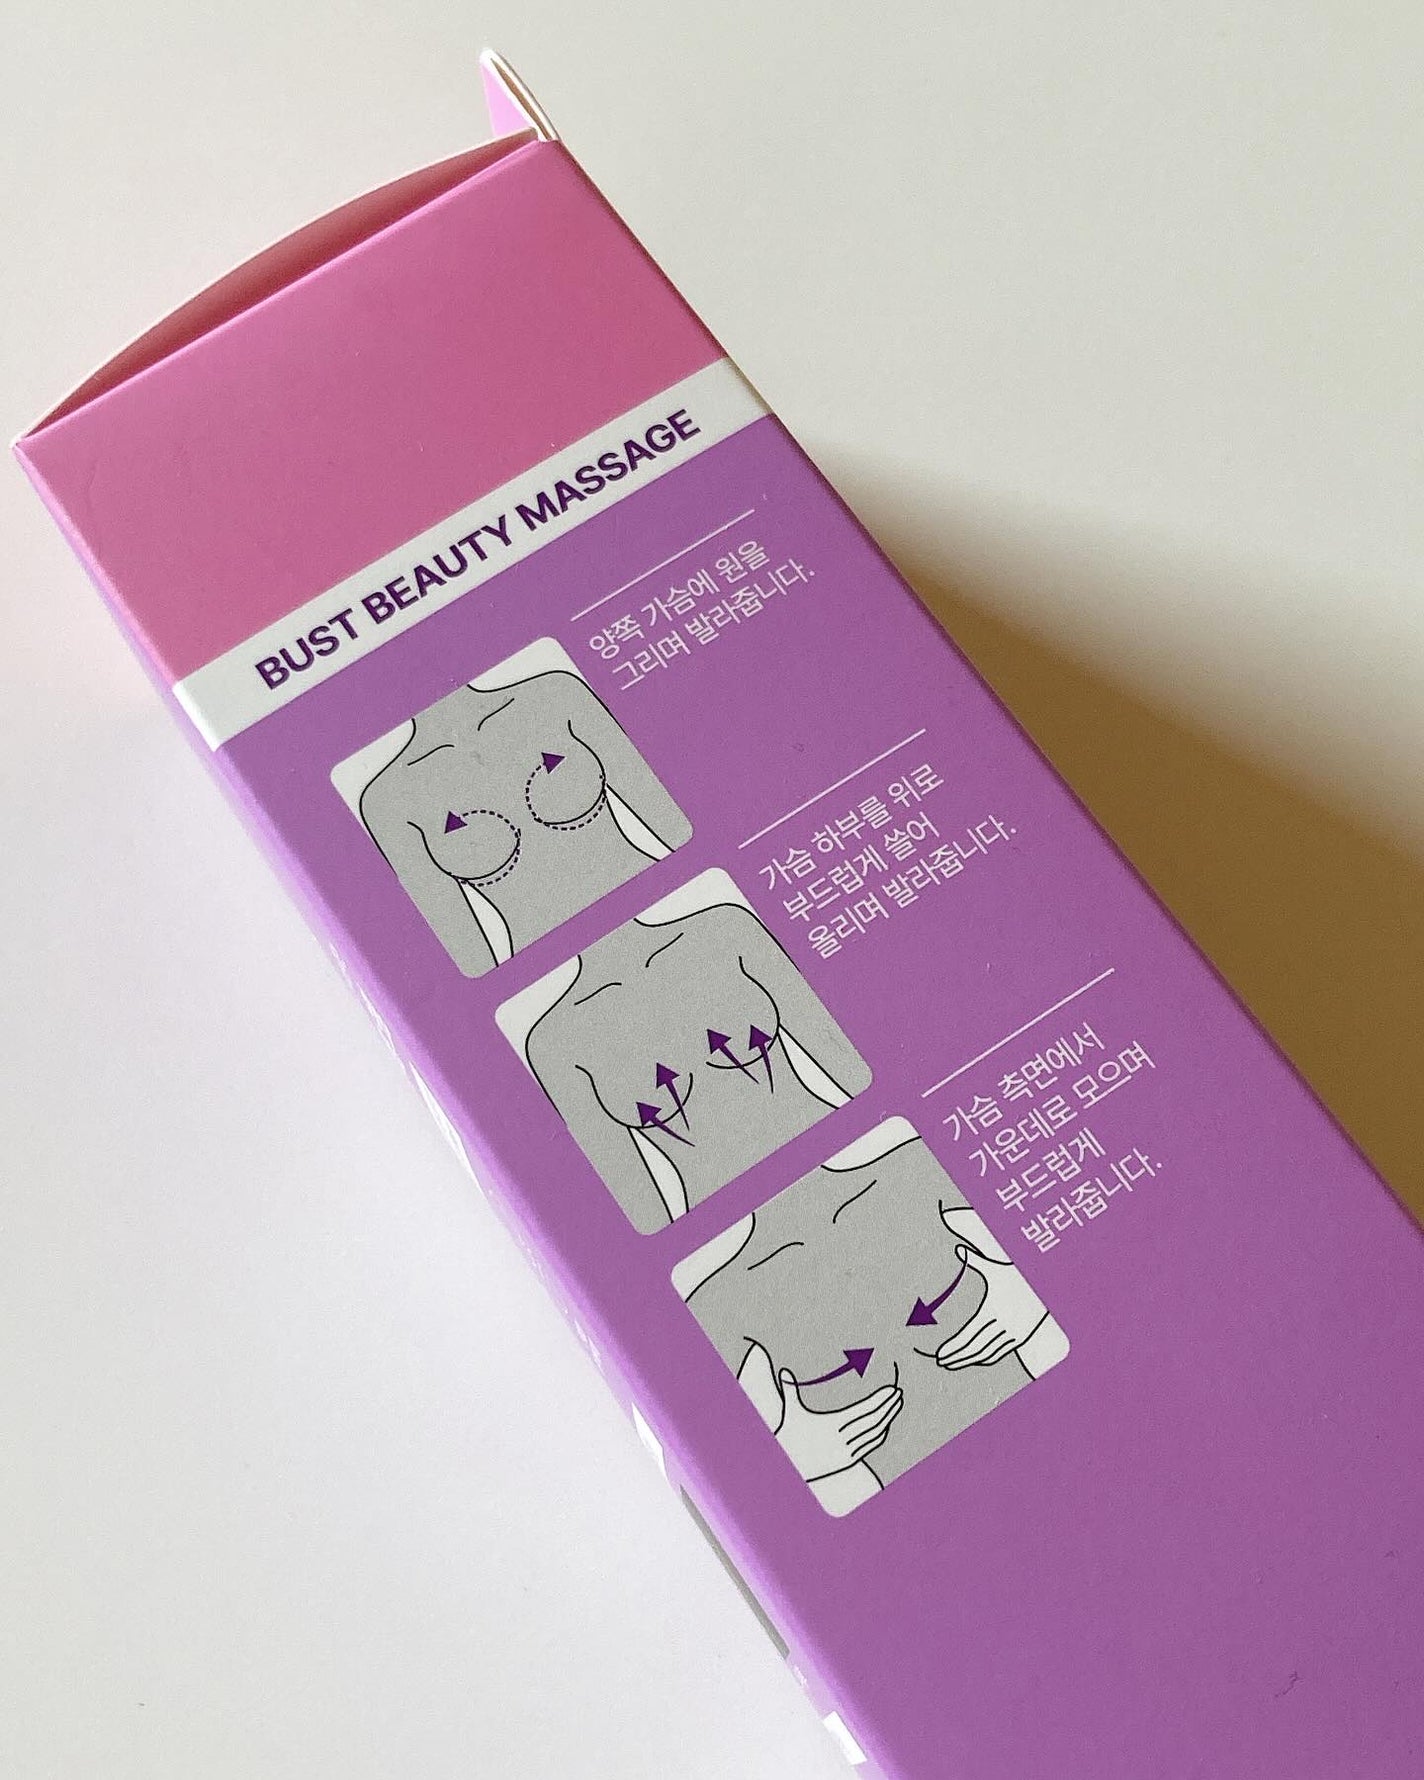 BUST BEAUTY MASSAGE
양쪽 가슴에 원을
그리며 발라줍니다.
가슴 하부를 위로
부드럽게 쓸어
올리며 발라줍니다.
가슴 측면에서
가운데로 모으며
부드럽게
발라줍니다.